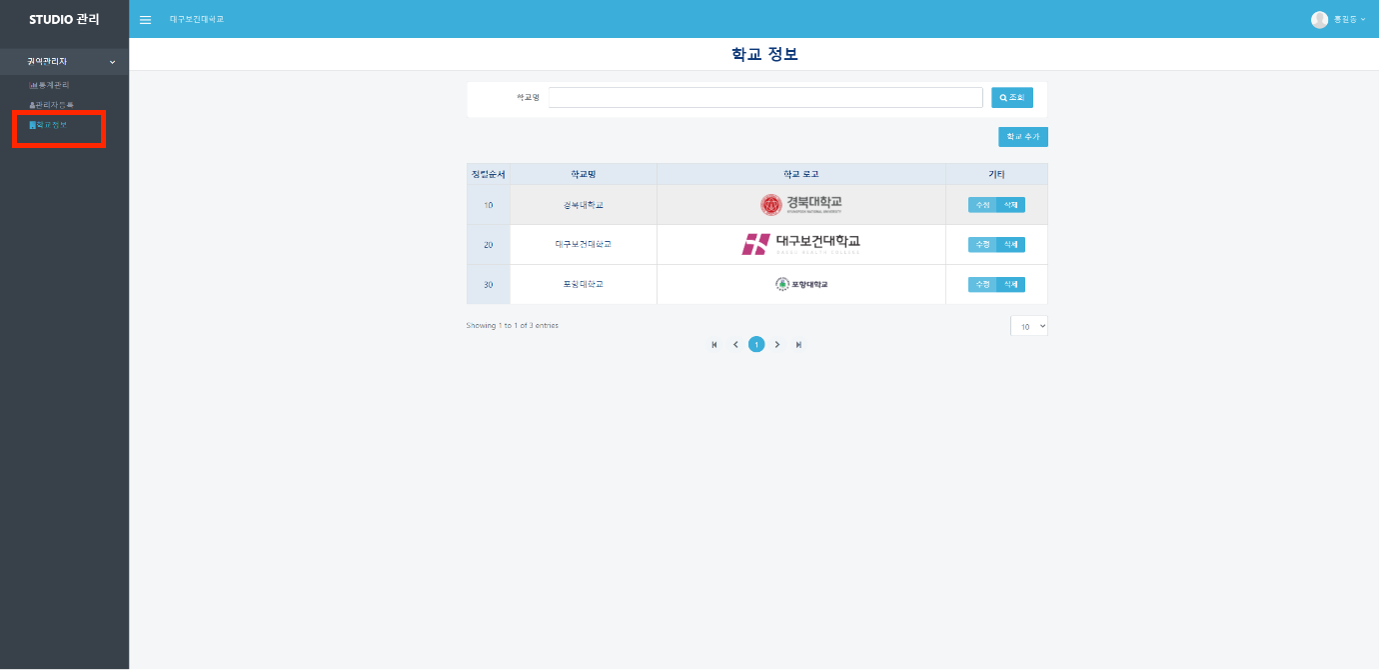 STUDIO 관리
대구보건대학교
홍길동
권역관리자
통계관리
관리자등록
학교정보
학교 정보
학교명
조회
학교 추가
정렬순서 학교명 학교 로고 기타
10 경북대학교 경북대학교 수정 삭제
KYUNGPOOK NATIONAL UNIVERSITY
20 대구보건대학교 대구보건대학교 수정 삭제
DAEGU HEALTH COLLEGE
30 포항대학교 포항대학교 수정 삭제
Showing 1 to 1 of 3 entries
10
1